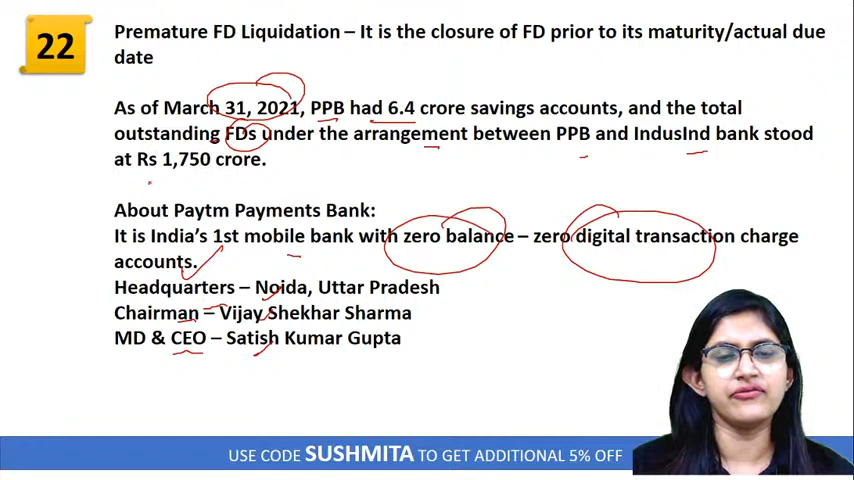 22
Premature FD Liquidation – It is the closure of FD prior to its maturity/actual due
date
As of March 31, 2021, PPB had 6.4 crore savings accounts, and the total
outstanding FDs under the arrangement between PPB and IndusInd bank stood
at Rs 1,750 crore.
About Paytm Payments Bank:
It is India's 1st mobile bank with zero balance – zero digital transaction charge
accounts.
Headquarters – Noida, Uttar Pradesh
Chairman – Vijay Shekhar Sharma
MD & CEO – Satish Kumar Gupta
USE CODE SUSHMITA TO GET ADDITIONAL 5% OFF